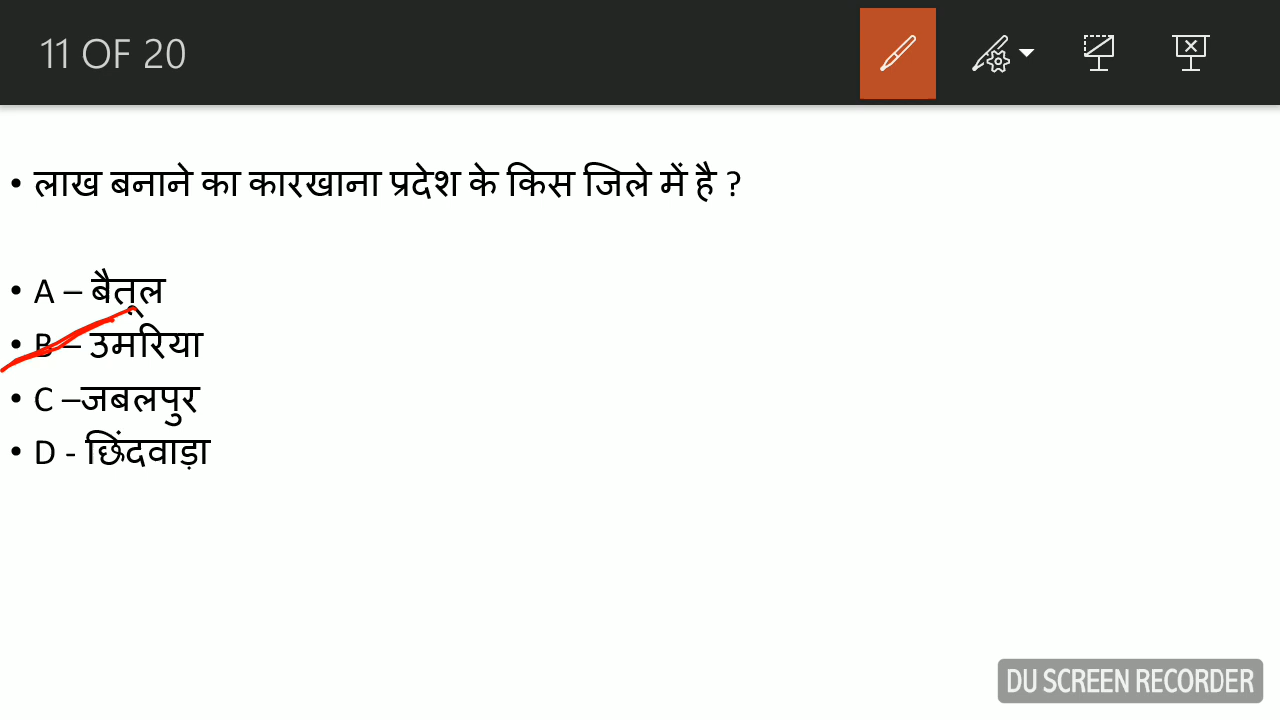 11 OF 20
• लाख बनाने का कारखाना प्रदेश के किस जिले में है ?
• A – बैतूल
• B – उमरिया
• C –जबलपुर
• D - छिंदवाड़ा
DU SCREEN RECORDER